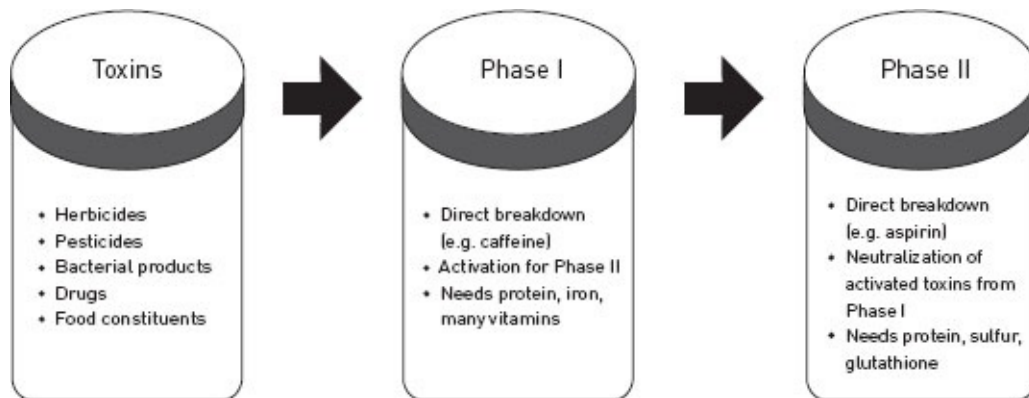 Toxins
◆ Herbicides
◆ Pesticides
◆ Bacterial products
◆ Drugs
◆ Food constituents
Phase I
◆ Direct breakdown
(e.g. caffeine)
◆ Activation for Phase II
◆ Needs protein, iron,
many vitamins
Phase II
◆ Direct breakdown
(e.g. aspirin)
◆ Neutralization of
activated toxins from
Phase I
◆ Needs protein, sulfur,
glutathione